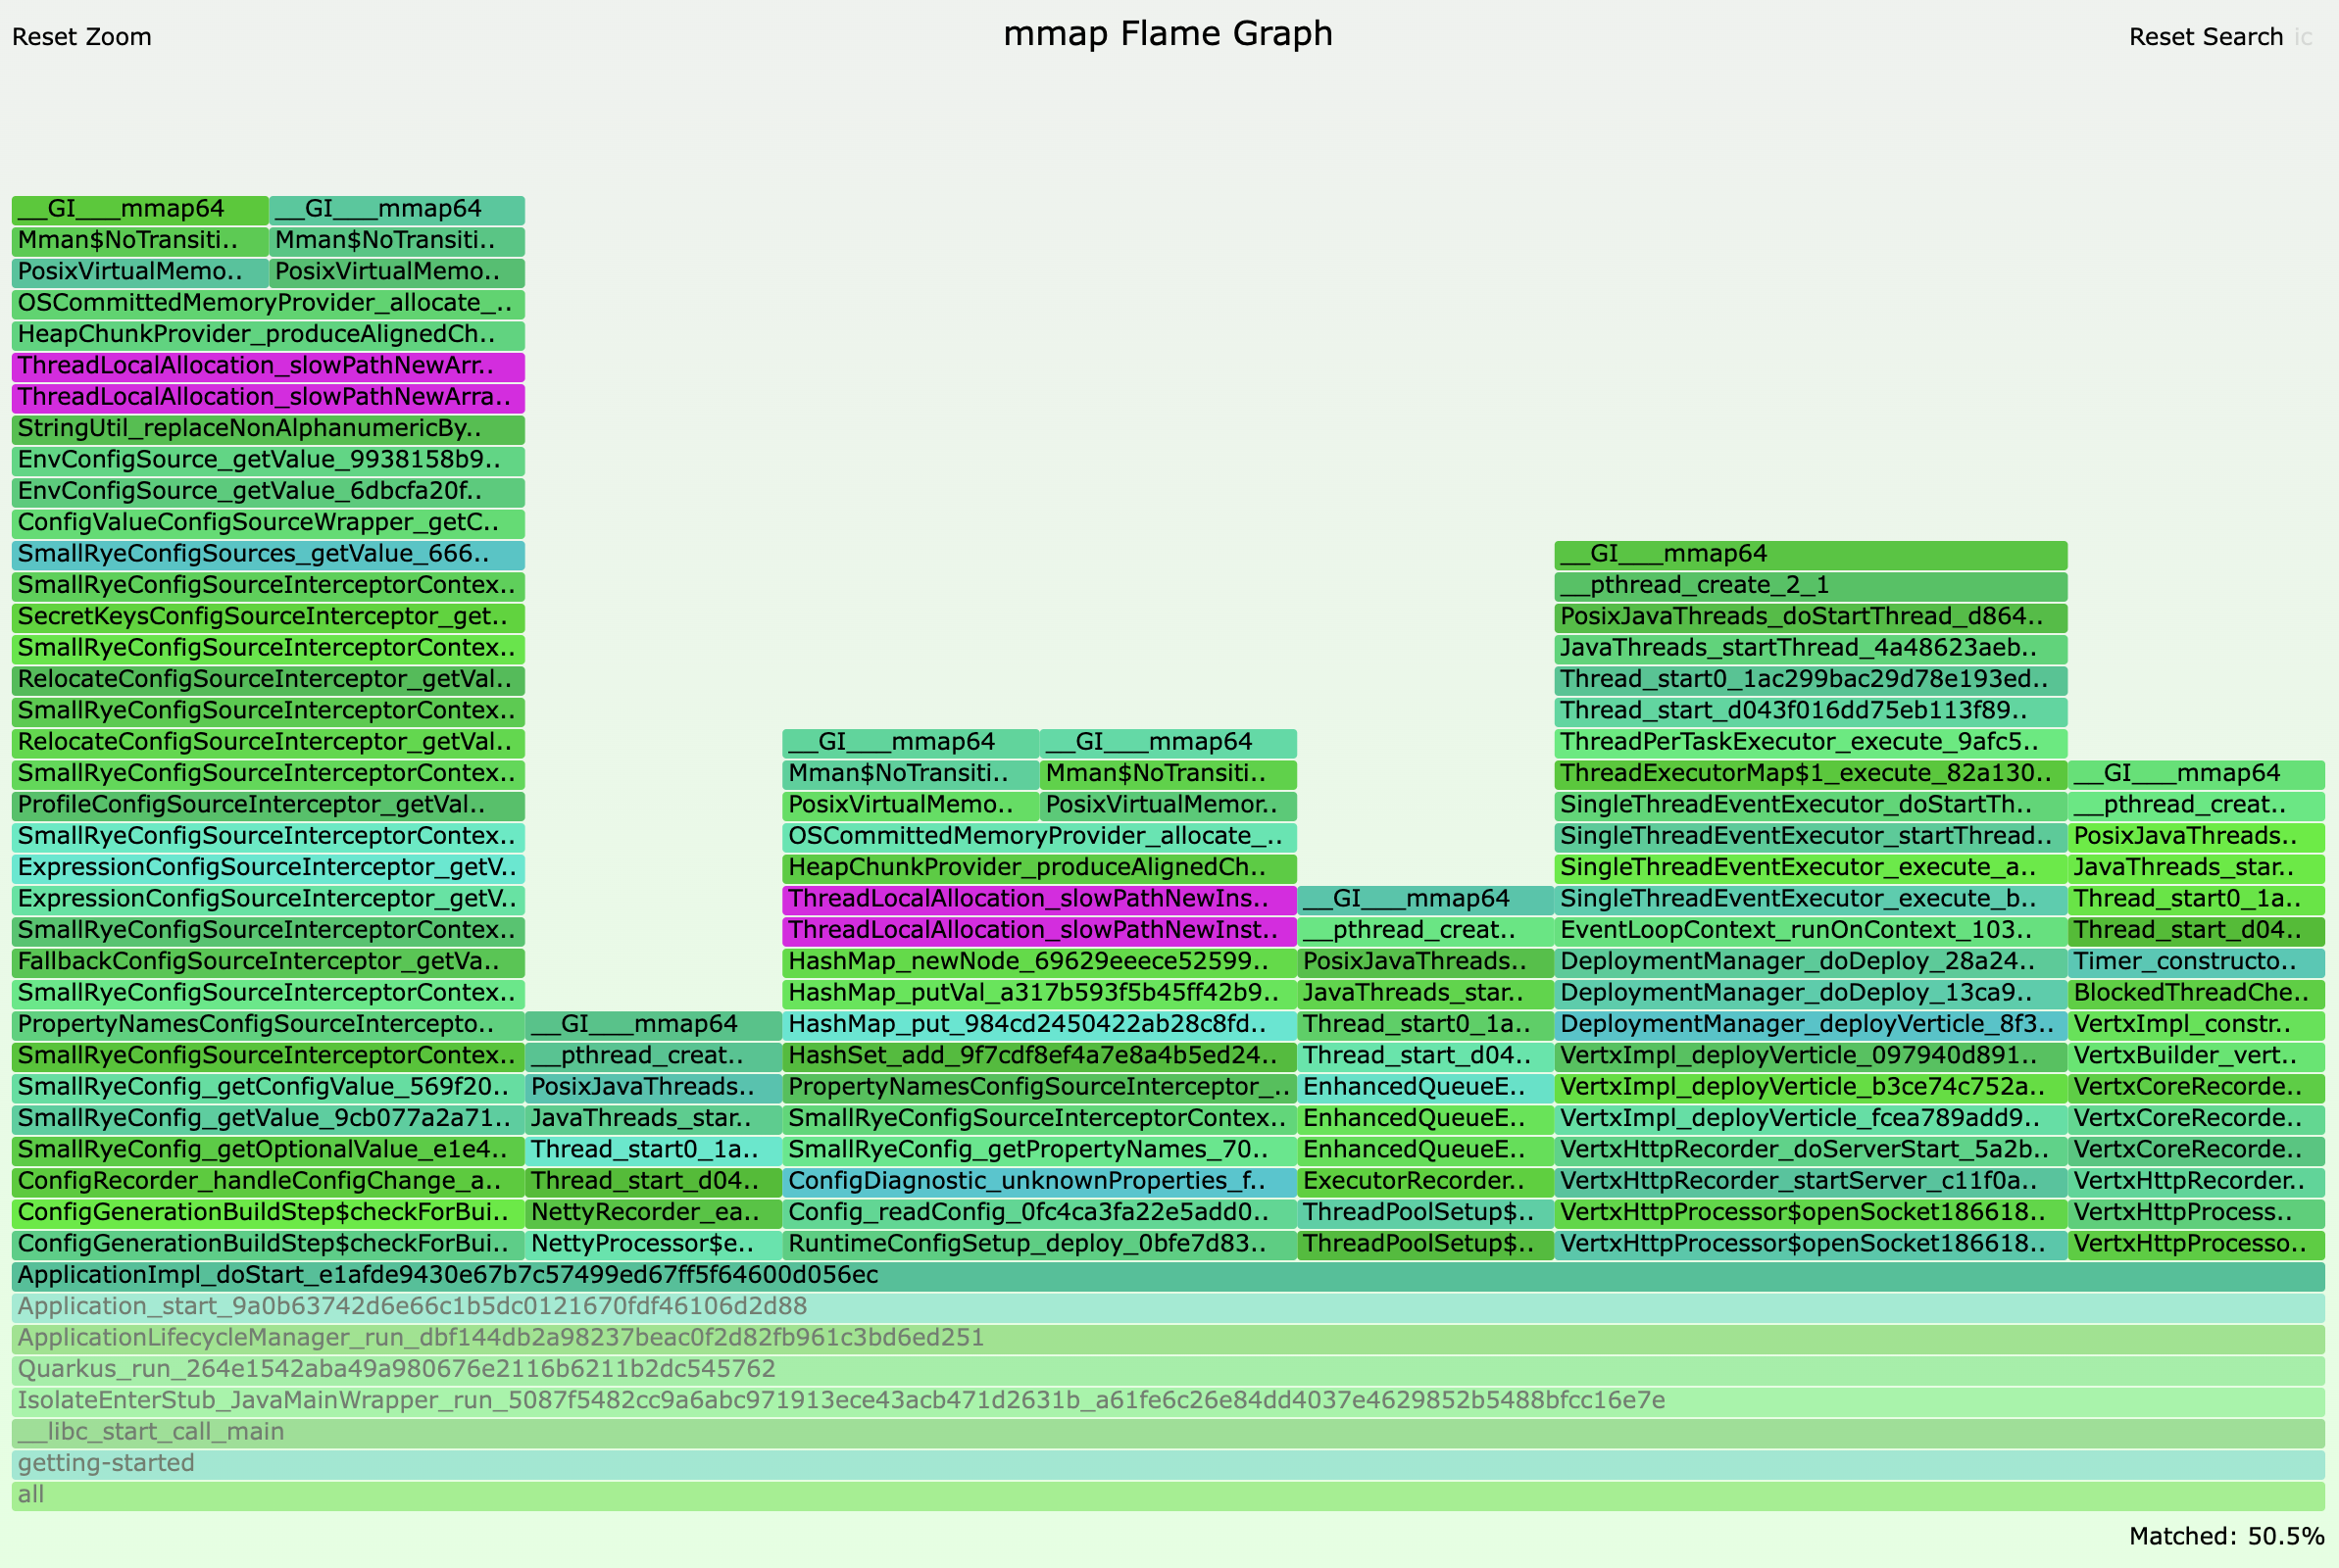 Reset Zoom mmap Flame Graph Reset Search ic
__GI___mmap64 __GI___mmap64
Mman$NoTransiti.. Mman$NoTransiti..
PosixVirtualMemo.. PosixVirtualMemo..
OSCommittedMemoryProvider_allocate_..
HeapChunkProvider_produceAlignedCh..
ThreadLocalAllocation_slowPathNewArr..
ThreadLocalAllocation_slowPathNewArra..
StringUtil_replaceNonAlphanumericBy..
EnvConfigSource_getValue_9938158b9..
EnvConfigSource_getValue_6dbcfa20f..
ConfigValueConfigSourceWrapper_getC..
SmallRyeConfigSources_getValue_666.. __GI___mmap64
SmallRyeConfigSourceInterceptorContex.. __pthread_create_2_1
SecretKeysConfigSourceInterceptor_get.. PosixJavaThreads_doStartThread_d864..
SmallRyeConfigSourceInterceptorContex.. JavaThreads_startThread_4a48623aeb..
RelocateConfigSourceInterceptor_getVal.. Thread_start0_1ac299bac29d78e193ed..
SmallRyeConfigSourceInterceptorContex.. Thread_start_d043f016dd75eb113f89..
RelocateConfigSourceInterceptor_getVal.. __GI___mmap64 __GI___mmap64 ThreadPerTaskExecutor_execute_9afc5..
SmallRyeConfigSourceInterceptorContex.. Mman$NoTransiti.. Mman$NoTransiti.. ThreadExecutorMap$1_execute_82a130.. __GI___mmap64
ProfileConfigSourceInterceptor_getVal.. PosixVirtualMemo.. PosixVirtualMemor.. SingleThreadEventExecutor_doStartTh.. __pthread_creat..
SmallRyeConfigSourceInterceptorContex.. OSCommittedMemoryProvider_allocate_.. SingleThreadEventExecutor_startThread.. PosixJavaThreads..
ExpressionConfigSourceInterceptor_getV.. HeapChunkProvider_produceAlignedCh.. SingleThreadEventExecutor_execute_a.. JavaThreads_star..
ExpressionConfigSourceInterceptor_getV.. ThreadLocalAllocation_slowPathNewIns.. __GI___mmap64 SingleThreadEventExecutor_execute_b.. Thread_start0_1a..
SmallRyeConfigSourceInterceptorContex.. ThreadLocalAllocation_slowPathNewInst.. __pthread_creat.. EventLoopContext_runOnContext_103.. Thread_start_d04..
FallbackConfigSourceInterceptor_getVa.. HashMap_newNode_69629eeece52599.. PosixJavaThreads.. DeploymentManager_doDeploy_28a24.. Timer_constructo..
SmallRyeConfigSourceInterceptorContex.. HashMap_putVal_a317b593f5b45ff42b9.. JavaThreads_star.. DeploymentManager_doDeploy_13ca9.. BlockedThreadChe..
PropertyNamesConfigSourceIntercepto.. __GI___mmap64 HashMap_put_984cd2450422ab28c8fd.. Thread_start0_1a.. DeploymentManager_deployVerticle_8f3.. VertxImpl_constr..
SmallRyeConfigSourceInterceptorContex.. __pthread_creat.. HashSet_add_9f7cdf8ef4a7e8a4b5ed24.. Thread_start_d04.. VertxImpl_deployVerticle_097940d891.. VertxBuilder_vert..
SmallRyeConfig_getConfigValue_569f20.. PosixJavaThreads.. PropertyNamesConfigSourceInterceptor_.. EnhancedQueueE.. VertxImpl_deployVerticle_b3ce74c752a.. VertxCoreRecorde..
SmallRyeConfig_getValue_9cb077a2a71.. JavaThreads_star.. SmallRyeConfigSourceInterceptorContex.. EnhancedQueueE.. VertxImpl_deployVerticle_fcea789add9.. VertxCoreRecorde..
SmallRyeConfig_getOptionalValue_e1e4.. Thread_start0_1a.. SmallRyeConfig_getPropertyNames_70.. EnhancedQueueE.. VertxHttpRecorder_doServerStart_5a2b.. VertxCoreRecorde..
ConfigRecorder_handleConfigChange_a.. Thread_start_d04.. ConfigDiagnostic_unknownProperties_f.. ExecutorRecorder.. VertxHttpRecorder_startServer_c11f0a.. VertxHttpRecorder..
ConfigGenerationBuildStep$checkForBui.. NettyRecorder_ea.. Config_readConfig_0fc4ca3fa22e5add0.. ThreadPoolSetup$.. VertxHttpProcessor$openSocket186618.. VertxHttpProcess..
ConfigGenerationBuildStep$checkForBui.. NettyProcessor$e.. RuntimeConfigSetup_deploy_0bfe7d83.. ThreadPoolSetup$.. VertxHttpProcessor$openSocket186618.. VertxHttpProcesso..
ApplicationImpl_doStart_e1afde9430e67b7c57499ed67ff5f64600d056ec
Application_start_9a0b63742d6e66c1b5dc0121670fdf46106d2d88
ApplicationLifecycleManager_run_dbf144db2a98237beac0f2d82fb961c3bd6ed251
Quarkus_run_264e1542aba49a980676e2116b6211b2dc545762
IsolateEnterStub_JavaMainWrapper_run_5087f5482cc9a6abc971913ece43acb471d2631b_a61fe6c26e84dd4037e4629852b5488bfcc16e7e
__libc_start_call_main
getting-started
all
Matched: 50.5%